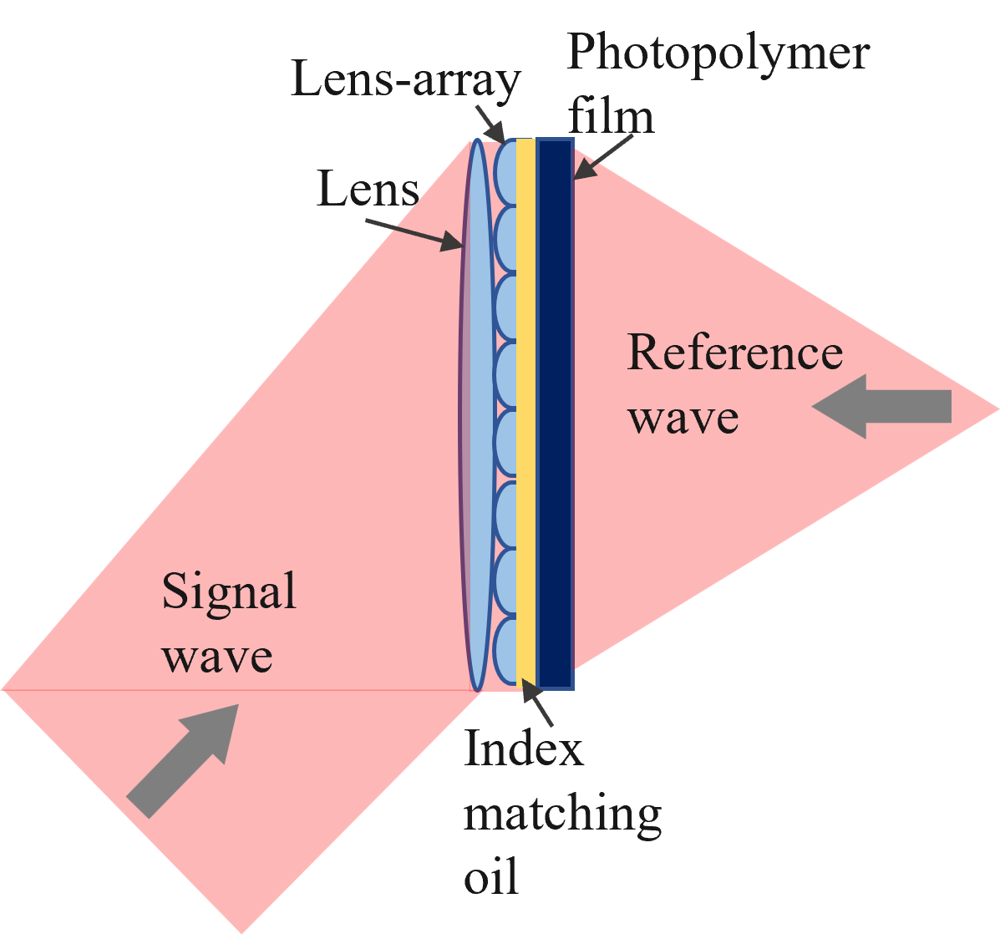 Photopolymer
film
Lens-array
Lens
Reference
wave
Signal
wave
Index
matching
oil